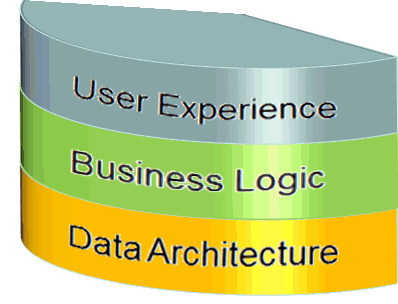 User Experience
Business Logic
Data Architecture